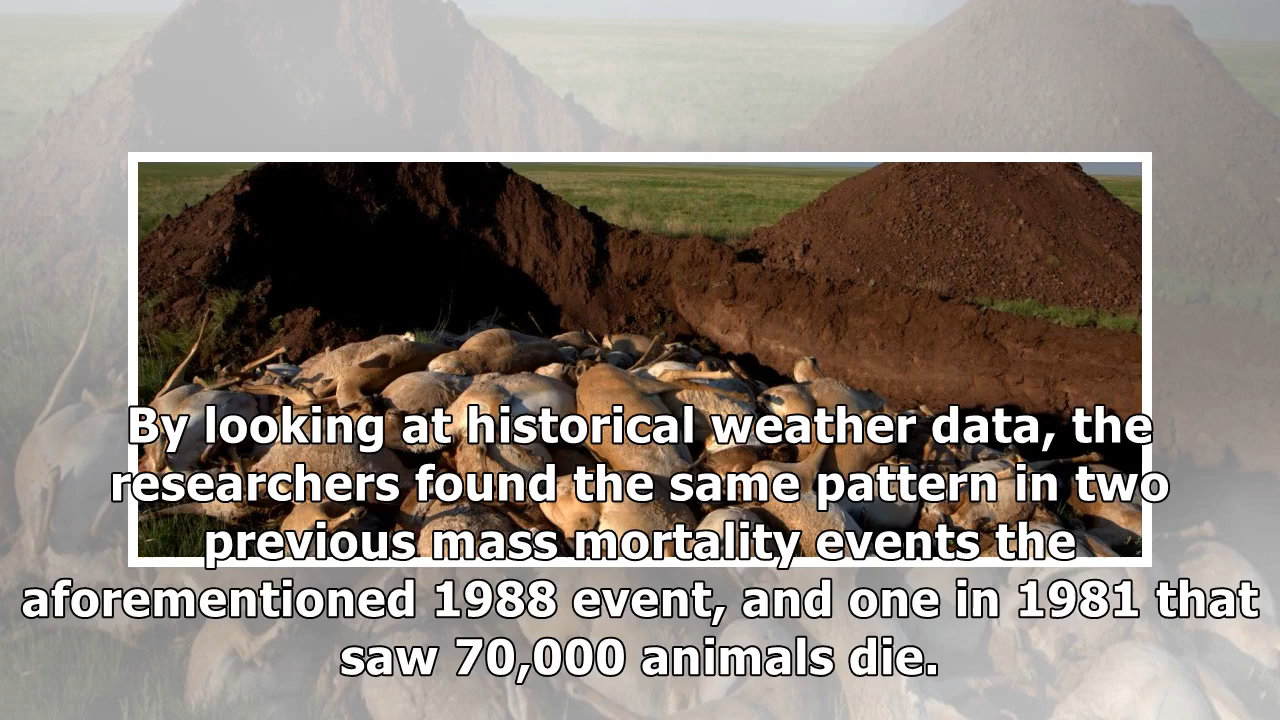 By looking at historical weather data, the
researchers found the same pattern in two
previous mass mortality events the
aforementioned 1988 event, and one in 1981 that
saw 70,000 animals die.